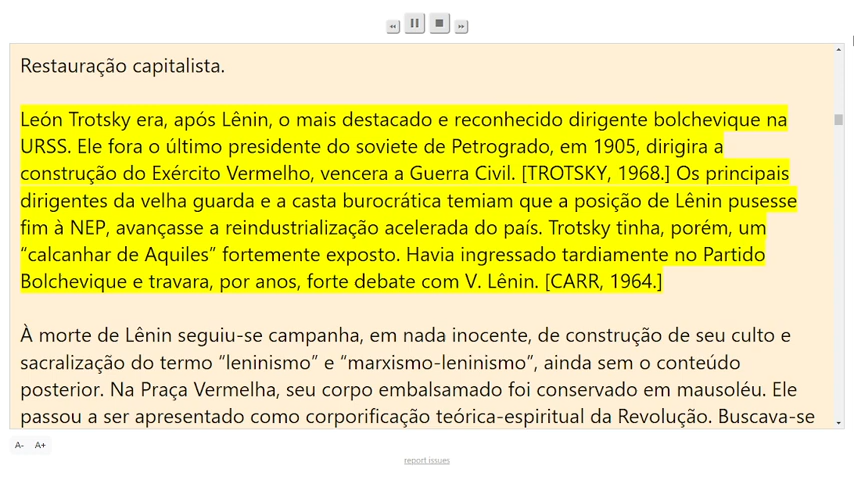 Restauração capitalista.
León Trotsky era, após Lênin, o mais destacado e reconhecido dirigente bolchevique na
URSS. Ele fora o último presidente do soviete de Petrogrado, em 1905, dirigira a
construção do Exército Vermelho, vencera a Guerra Civil. [TROTSKY, 1968.] Os principais
dirigentes da velha guarda e a casta burocrática temiam que a posição de Lênin pusesse
fim à NEP, avançasse a reindustrialização acelerada do país. Trotsky tinha, porém, um
“calcanhar de Aquiles” fortemente exposto. Havia ingressado tardiamente no Partido
Bolchevique e travara, por anos, forte debate com V. Lênin. [CARR, 1964.]
À morte de Lênin seguiu-se campanha, em nada inocente, de construção de seu culto e
sacralização do termo “leninismo” e “marxismo-leninismo”, ainda sem o conteúdo
posterior. Na Praça Vermelha, seu corpo embalsamado foi conservado em mausoléu. Ele
passou a ser apresentado como corporificação teórica-espiritual da Revolução. Buscava-se
A- A+
report issues